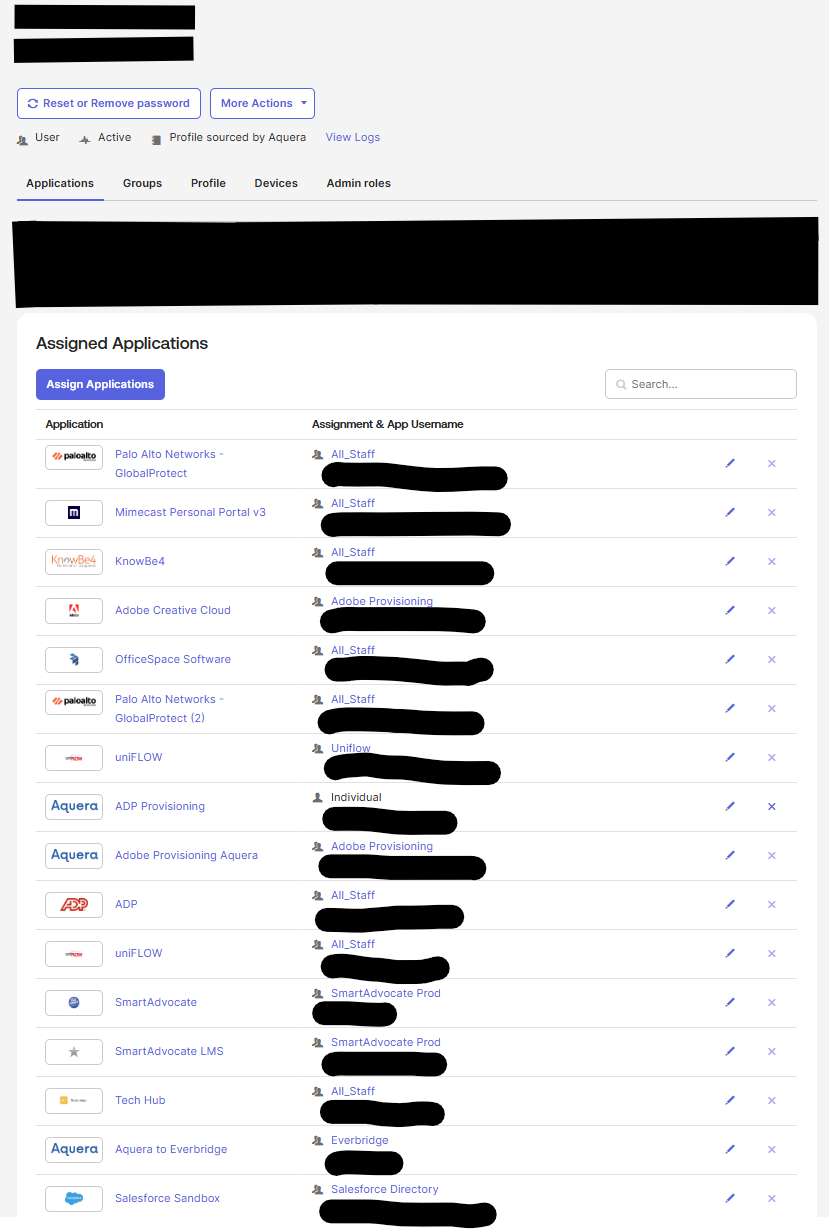 Reset or Remove password
More Actions
User
Active
Profile sourced by Aquera
View Logs
Applications
Groups
Profile
Devices
Admin roles
Assigned Applications
Assign Applications
Search...
Application
Assignment & App Username
paloalto
Palo Alto Networks -
GlobalProtect
All_Staff
m
Mimecast Personal Portal v3
All_Staff
KnowBe4
KnowBe4
All_Staff
Adobe Creative Cloud
Adobe Provisioning
OfficeSpace Software
All_Staff
paloalto
Palo Alto Networks -
GlobalProtect (2)
All_Staff
uniFLOW
Uniflow
Aquera
ADP Provisioning
Individual
Aquera
Adobe Provisioning Aquera
Adobe Provisioning
ADP
ADP
All_Staff
uniFLOW
All_Staff
SmartAdvocate
SmartAdvocate Prod
SmartAdvocate LMS
SmartAdvocate Prod
Tech Hub
All_Staff
Aquera
Aquera to Everbridge
Everbridge
Salesforce Sandbox
Salesforce Directory